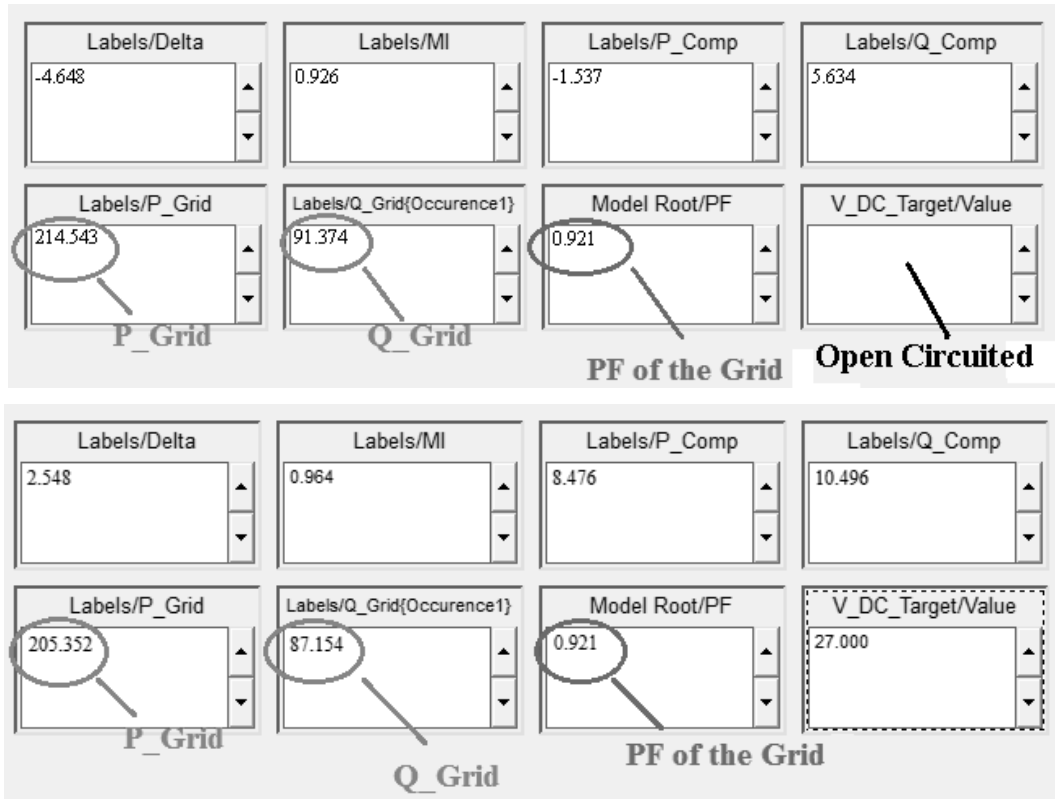 Labels/Delta Labels/MI Labels/P_Comp Labels/Q_Comp
-4.648 0.926 -1.537 5.634
Labels/P_Grid Labels/Q_Grid{Occurence1} Model Root/PF V_DC_Target/Value
214.543 91.374 0.921
P_Grid Q_Grid
PF of the Grid Open Circuited
Labels/Delta Labels/MI Labels/P_Comp Labels/Q_Comp
2.548 0.964 8.476 10.496
Labels/P_Grid Labels/Q_Grid{Occurence1} Model Root/PF V_DC_Target/Value
205.352 87.154 0.921 27.000
P_Grid PF of the Grid
Q_Grid